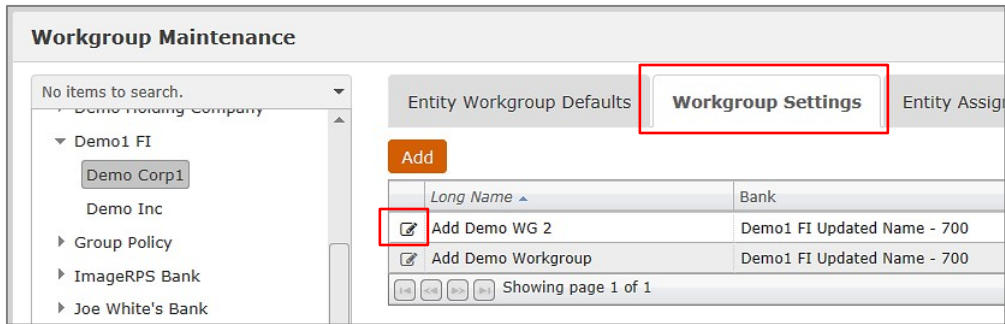 Workgroup Maintenance
No items to search.
Demo Holding Company
Demo1 FI
Demo Corp1
Demo Inc
Group Policy
ImageRPS Bank
Joe White's Bank
Entity Workgroup Defaults
Workgroup Settings
Entity Assig
Add
Long Name
Bank
Add Demo WG 2
Demo1 FI Updated Name - 700
Add Demo Workgroup
Demo1 FI Updated Name - 700
Showing page 1 of 1